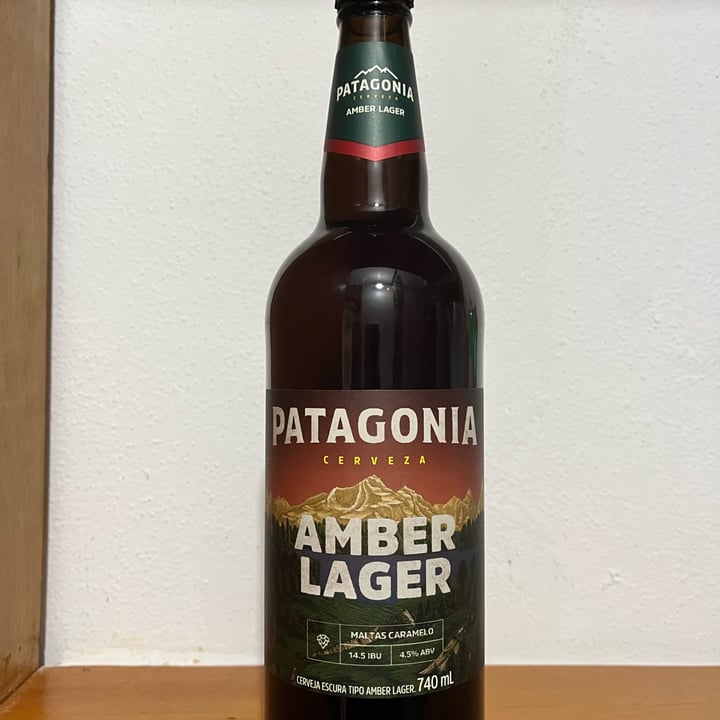 PATAGONIA
CERVEZA
AMBER LAGER
PATAGONIA
CERVEZA
AMBER
LAGER
MALTAS CARAMELO
14.5 IBU 4.5% ABV
CERVEJA ESCURA TIPO AMBER LAGER. 740 mL